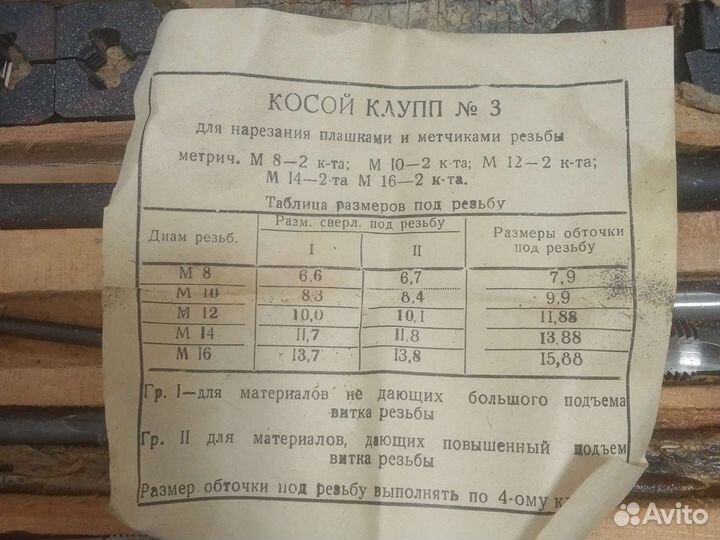 КОСОЙ КЛУПП № 3
для нарезания плашками и метчиками резьбы
метрич. М 8—2 к-та; М 10—2 к-та; М 12—2 к-та;
М 14—2-та М 16—2 к-та.
Таблица размеров под резьбу
Диам резьб. Разм. сверл. под резьбу Размеры обточки под резьбу
I II
М 8 6,6 6,7 7,9
М 10 8,3 8,4 9,9
М 12 10,0 10,1 11,88
М 14 11,7 11.8 13,88
М 16 13,7 13,8 15,88
Гр. I—для материалов не дающих большого подъема
витка резьбы
Гр. II для материалов, дающих повышенный подъем
витка резьбы
Размер обточки под резьбу выполнять по 4-ому
Avito